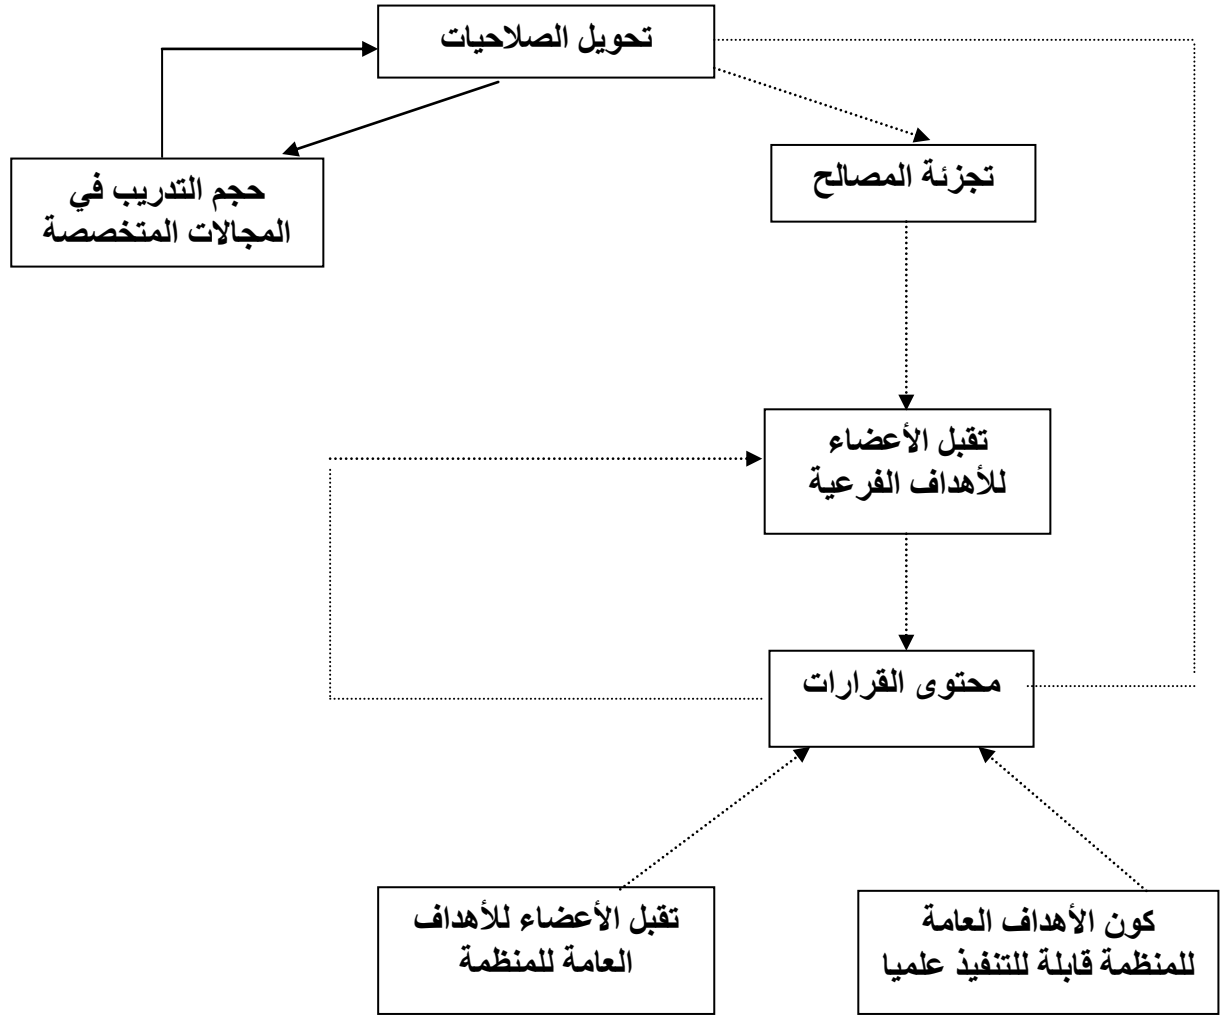 تحويل الصلاحيات
تجزئة المصالح
حجم التدريب في
المجالات المتخصصة
تقبل الأعضاء
للأهداف الفرعية
محتوى القرارات
كون الأهداف العامة
للمنظمة قابلة للتنفيذ علميا
تقبل الأعضاء للأهداف
العامة للمنظمة